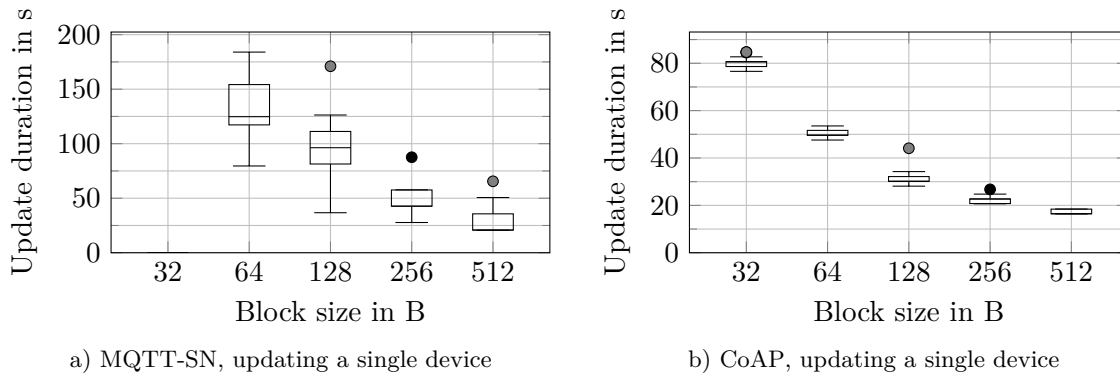 Update duration in s
200
150
100
50
0
32 64 128 256 512
Block size in B
a) MQTT-SN, updating a single device
Update duration in s
80
60
40
20
0
32 64 128 256 512
Block size in B
b) CoAP, updating a single device